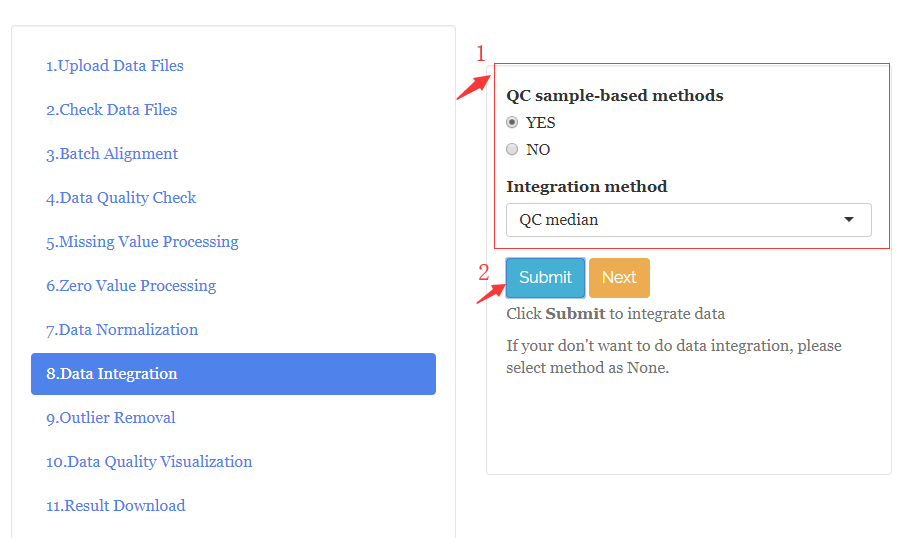 1.Upload Data Files
2.Check Data Files
3.Batch Alignment
4.Data Quality Check
5.Missing Value Processing
6.Zero Value Processing
7.Data Normalization
8.Data Integration
9.Outlier Removal
10.Data Quality Visualization
11.Result Download
1
QC sample-based methods
YES
NO
Integration method
QC median
2
Submit Next
Click Submit to integrate data
If your don't want to do data integration, please
select method as None.